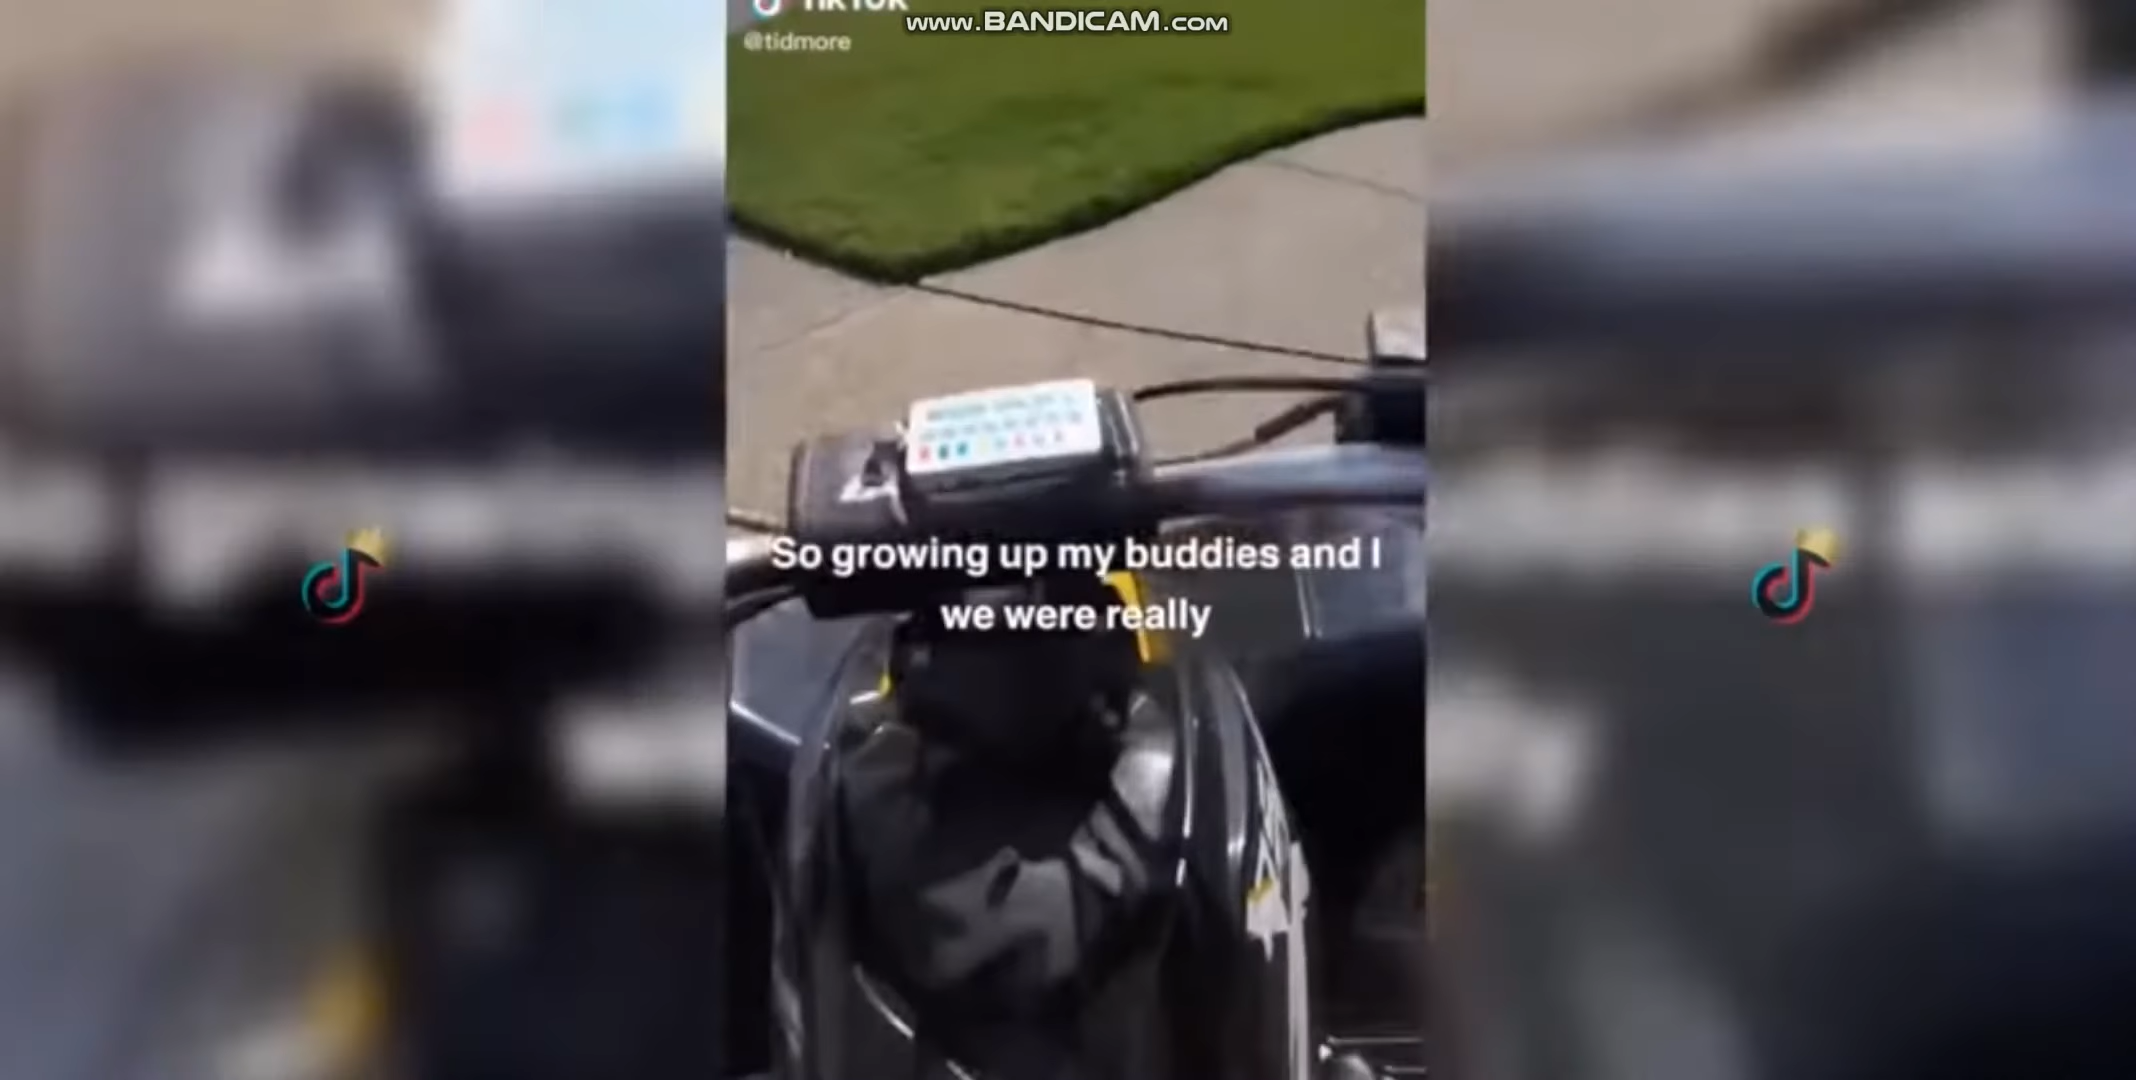 www.BANDICAM.com
TikTok
@tidmore
So growing up my buddies and I
we were really